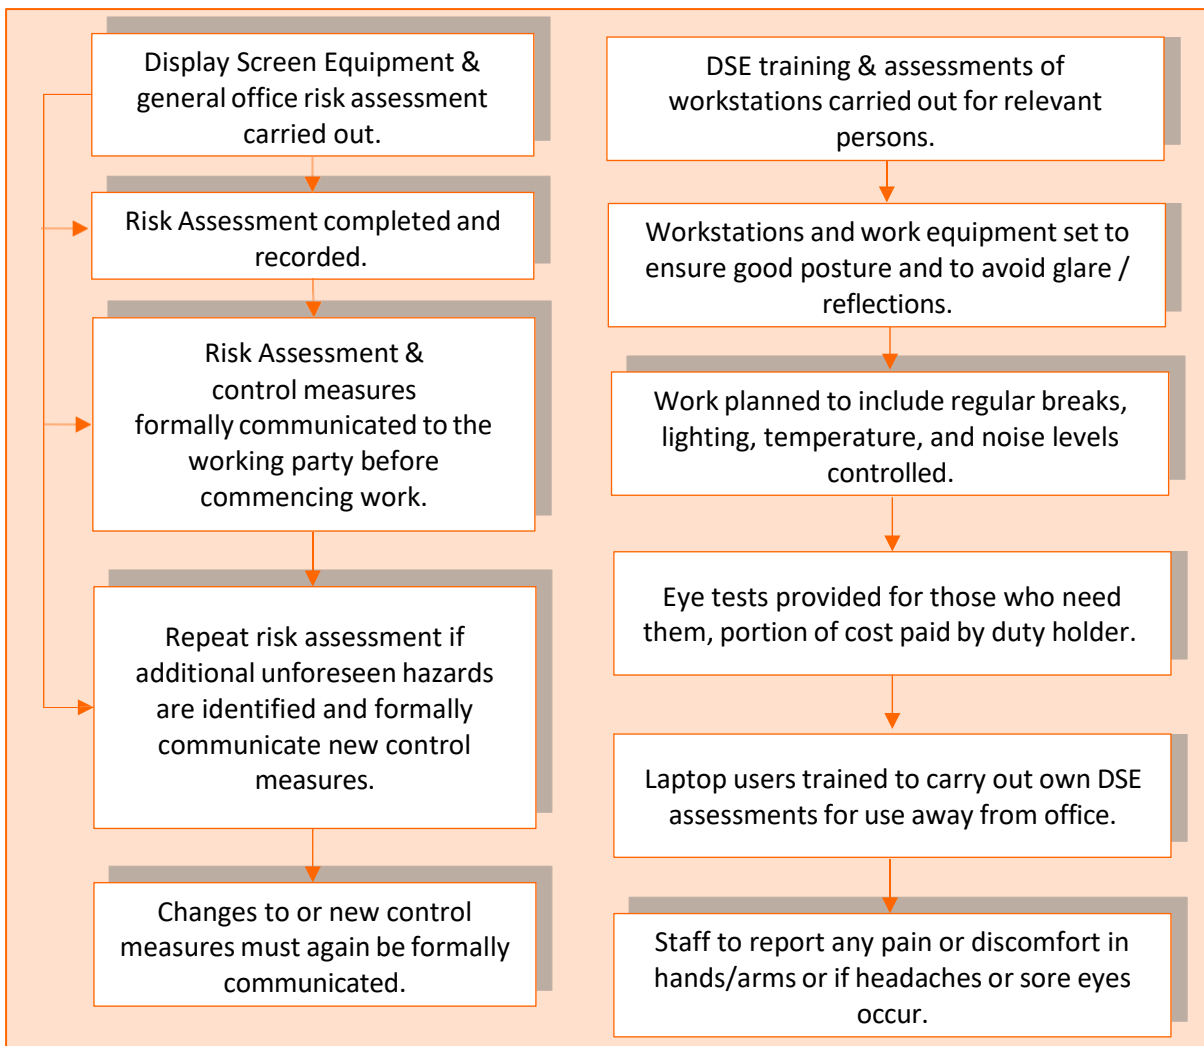 Display Screen Equipment &
general office risk assessment
carried out.
Risk Assessment completed and
recorded.
Risk Assessment &
control measures
formally communicated to the
working party before
commencing work.
Repeat risk assessment if
additional unforeseen hazards
are identified and formally
communicate new control
measures.
Changes to or new control
measures must again be formally
communicated.
DSE training & assessments of
workstations carried out for relevant
persons.
Workstations and work equipment set to
ensure good posture and to avoid glare /
reflections.
Work planned to include regular breaks,
lighting, temperature, and noise levels
controlled.
Eye tests provided for those who need
them, portion of cost paid by duty holder.
Laptop users trained to carry out own DSE
assessments for use away from office.
Staff to report any pain or discomfort in
hands/arms or if headaches or sore eyes
occur.